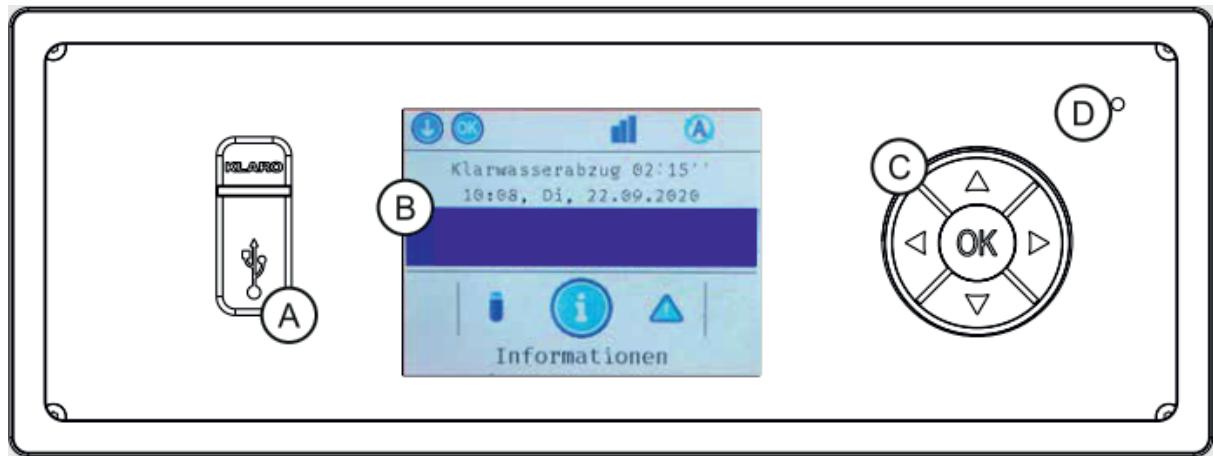 KLARO
A
B
C
D
OK
A
Klarwasserabzug 02:15''
10:08, Di, 22.09.2020
i
Informationen
OK